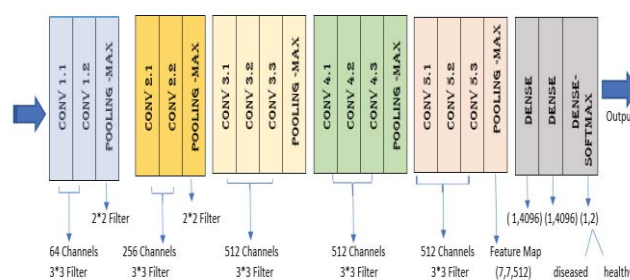 CONV 1.1
CONV 1.2
POOLING -MAX
CONV 2.1
CONV 2.2
POOLING -MAX
CONV 3.1
CONV 3.2
CONV 3.3
POOLING -MAX
CONV 4.1
CONV 4.2
CONV 4.3
POOLING -MAX
CONV 5.1
CONV 5.2
CONV 5.3
POOLING -MAX
DENSE
DENSE
DENSE-
SOFTMAX
Output
2*2 Filter
2*2 Filter
( 1,4096) (1,4096) (1,2)
64 Channels
3*3 Filter
256 Channels
3*3 Filter
512 Channels
3*3 Filter
512 Channels
3*3 Filter
512 Channels
3*3 Filter
Feature Map
(7,7,512)
diseased
health